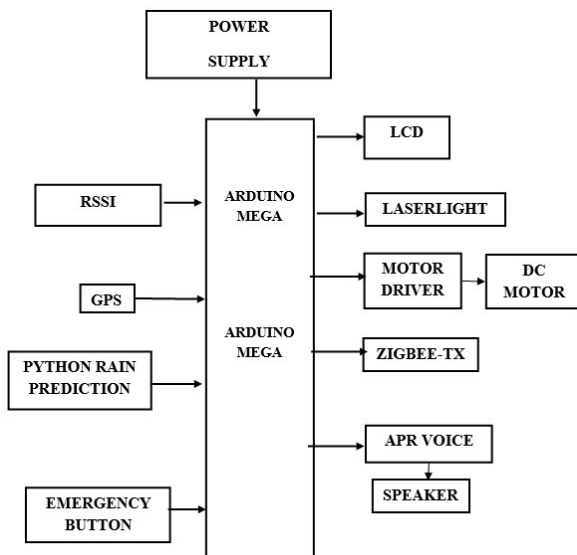 POWER
SUPPLY
LCD
ARDUINO
MEGA
RSSI
LASERLIGHT
MOTOR
DRIVER
DC
MOTOR
GPS
ARDUINO
MEGA
ZIGBEE-TX
PYTHON RAIN
PREDICTION
APR VOICE
SPEAKER
EMERGENCY
BUTTON